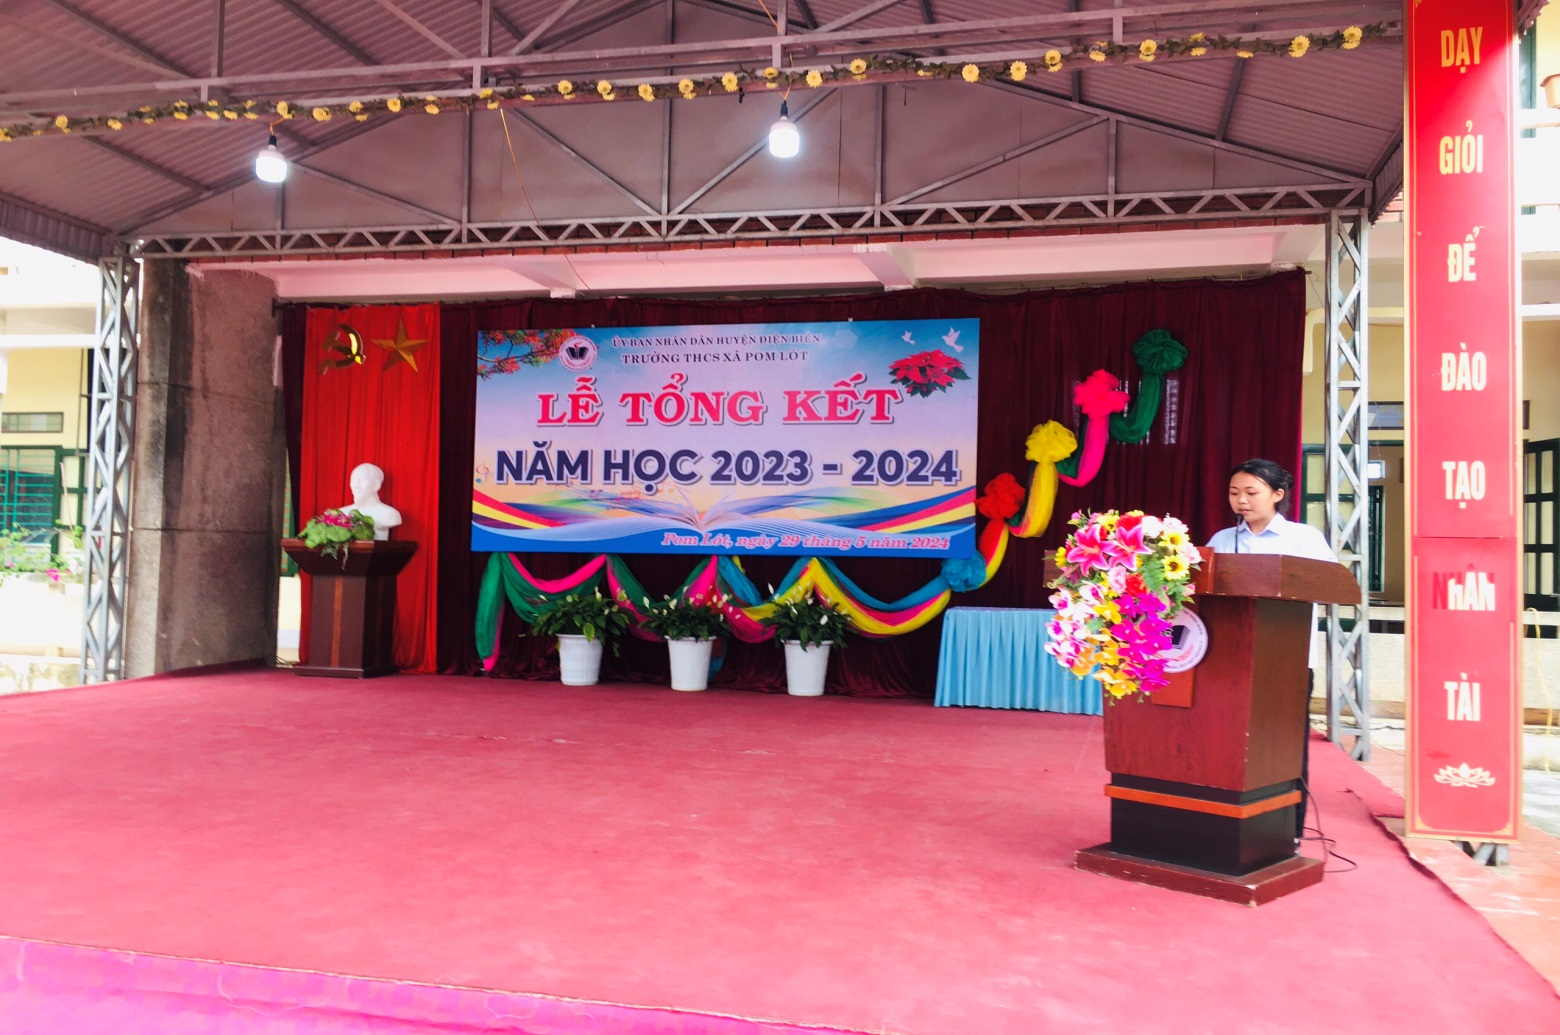 ỦY BAN NHÂN DÂN HUYỆN ĐIỆN BIÊN
TRƯỜNG THCS XÃ POM LÓT
LỄ TỔNG KẾT
NĂM HỌC 2023 - 2024
Pom Lót, ngày 29 tháng 5 năm 2024
DẠY
GIỎI
ĐỂ
ĐÀO
TẠO
NHÂN
TÀI